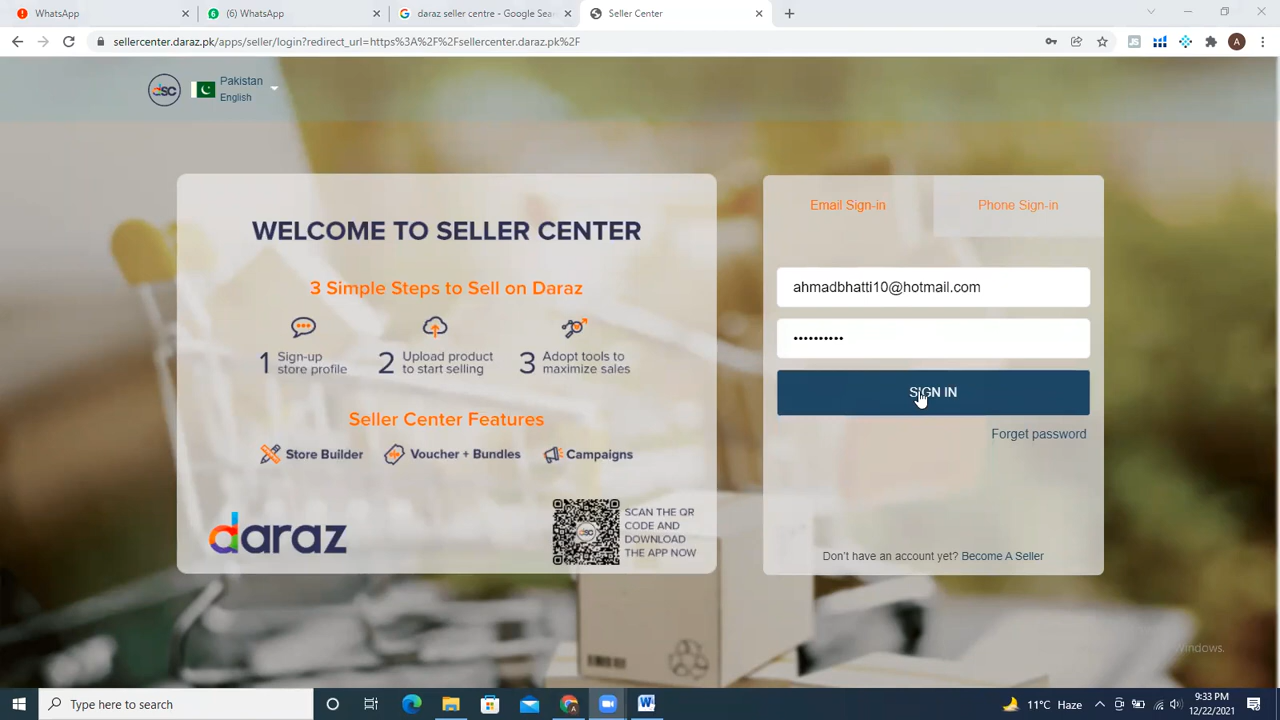 WhatsApp
(6) WhatsApp
daraz seller centre - Google Sea
Seller Center
sellercenter.daraz.pk/apps/seller/login?redirect_url=https%3A%2F%2Fsellercenter.daraz.pk%2F
A
dsc
Pakistan
English
WELCOME TO SELLER CENTER
3 Simple Steps to Sell on Daraz
1 Sign-up store profile
2 Upload product to start selling
3 Adopt tools to maximize sales
Seller Center Features
Store Builder
Voucher + Bundles
Campaigns
daraz
SCAN THE QR
CODE AND
DOWNLOAD
THE APP NOW
Email Sign-in
Phone Sign-in
ahmadbhatti10@hotmail.com
••••••••••
SIGN IN
Forget password
Don't have an account yet? Become A Seller
Windows.
Type here to search
11°C Haze
9:33 PM
12/22/2021